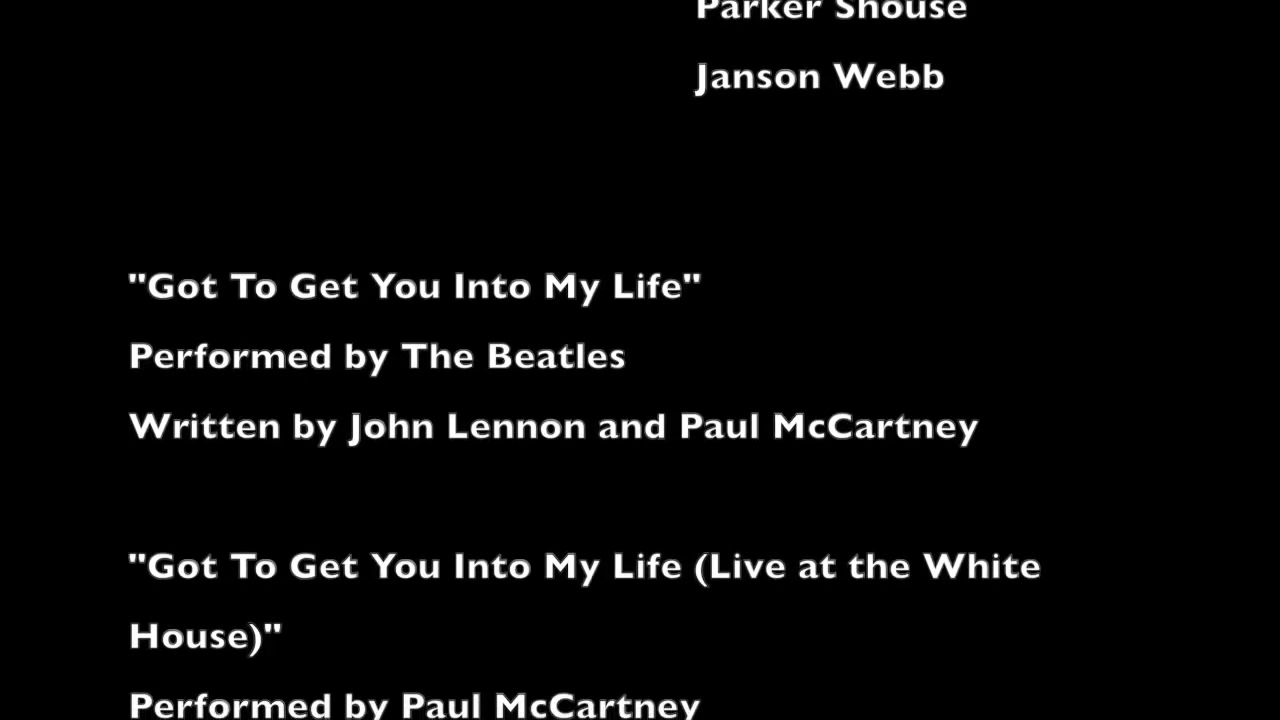 Parker Shouse
Janson Webb
"Got To Get You Into My Life"
Performed by The Beatles
Written by John Lennon and Paul McCartney
"Got To Get You Into My Life (Live at the White
House)"
Performed by Paul McCartney